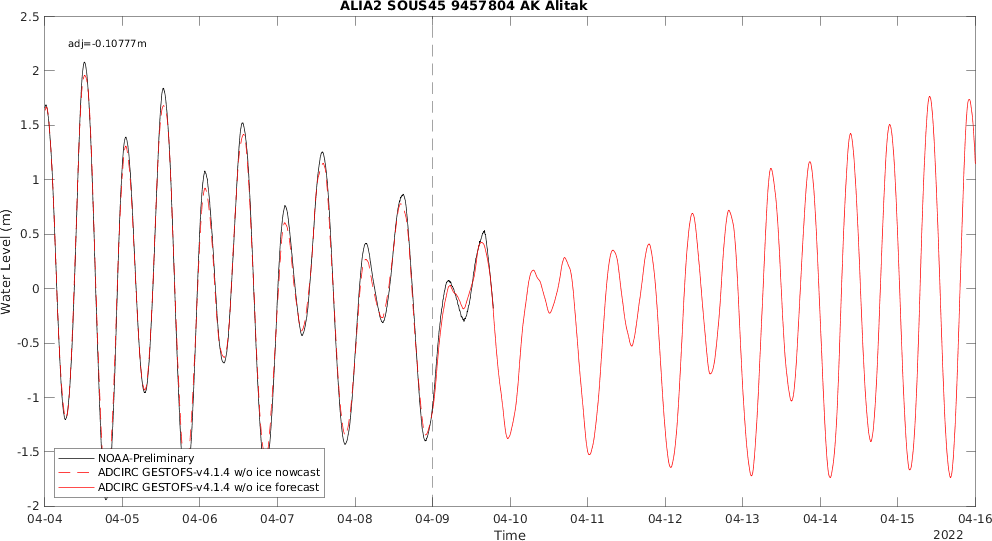 ALIA2 SOUS45 9457804 AK Alitak
adj=-0.10777m
2.5
2
1.5
1
0.5
0
-0.5
-1
-1.5
-2
Water Level (m)
NOAA-Preliminary
ADCIRC GESTOFS-v4.1.4 w/o ice nowcast
ADCIRC GESTOFS-v4.1.4 w/o ice forecast
04-04 04-05 04-06 04-07 04-08 04-09 04-10 04-11 04-12 04-13 04-14 04-15 04-16
Time
2022